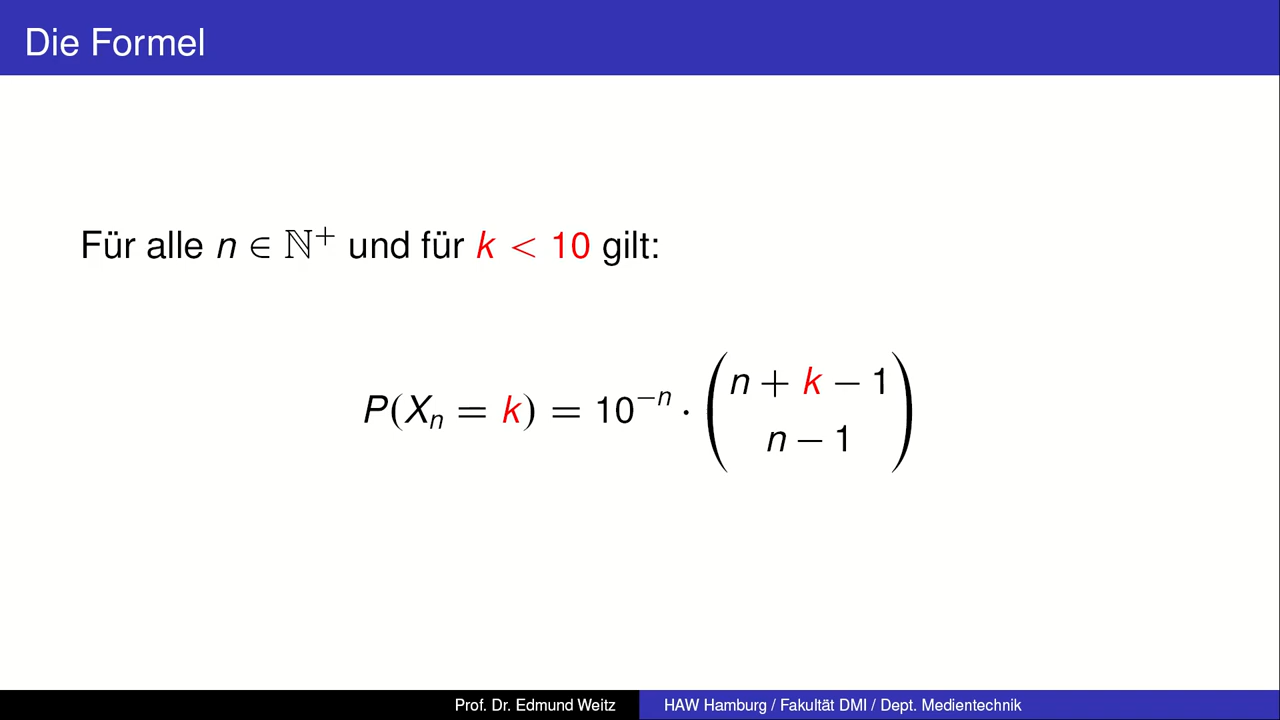 Die Formel
Für alle n ∈ ℕ⁺ und für k < 10 gilt:
P(Xₙ = k) = 10⁻ⁿ · (n + k − 1
n − 1)
Prof. Dr. Edmund Weitz
HAW Hamburg / Fakultät DMI / Dept. Medientechnik